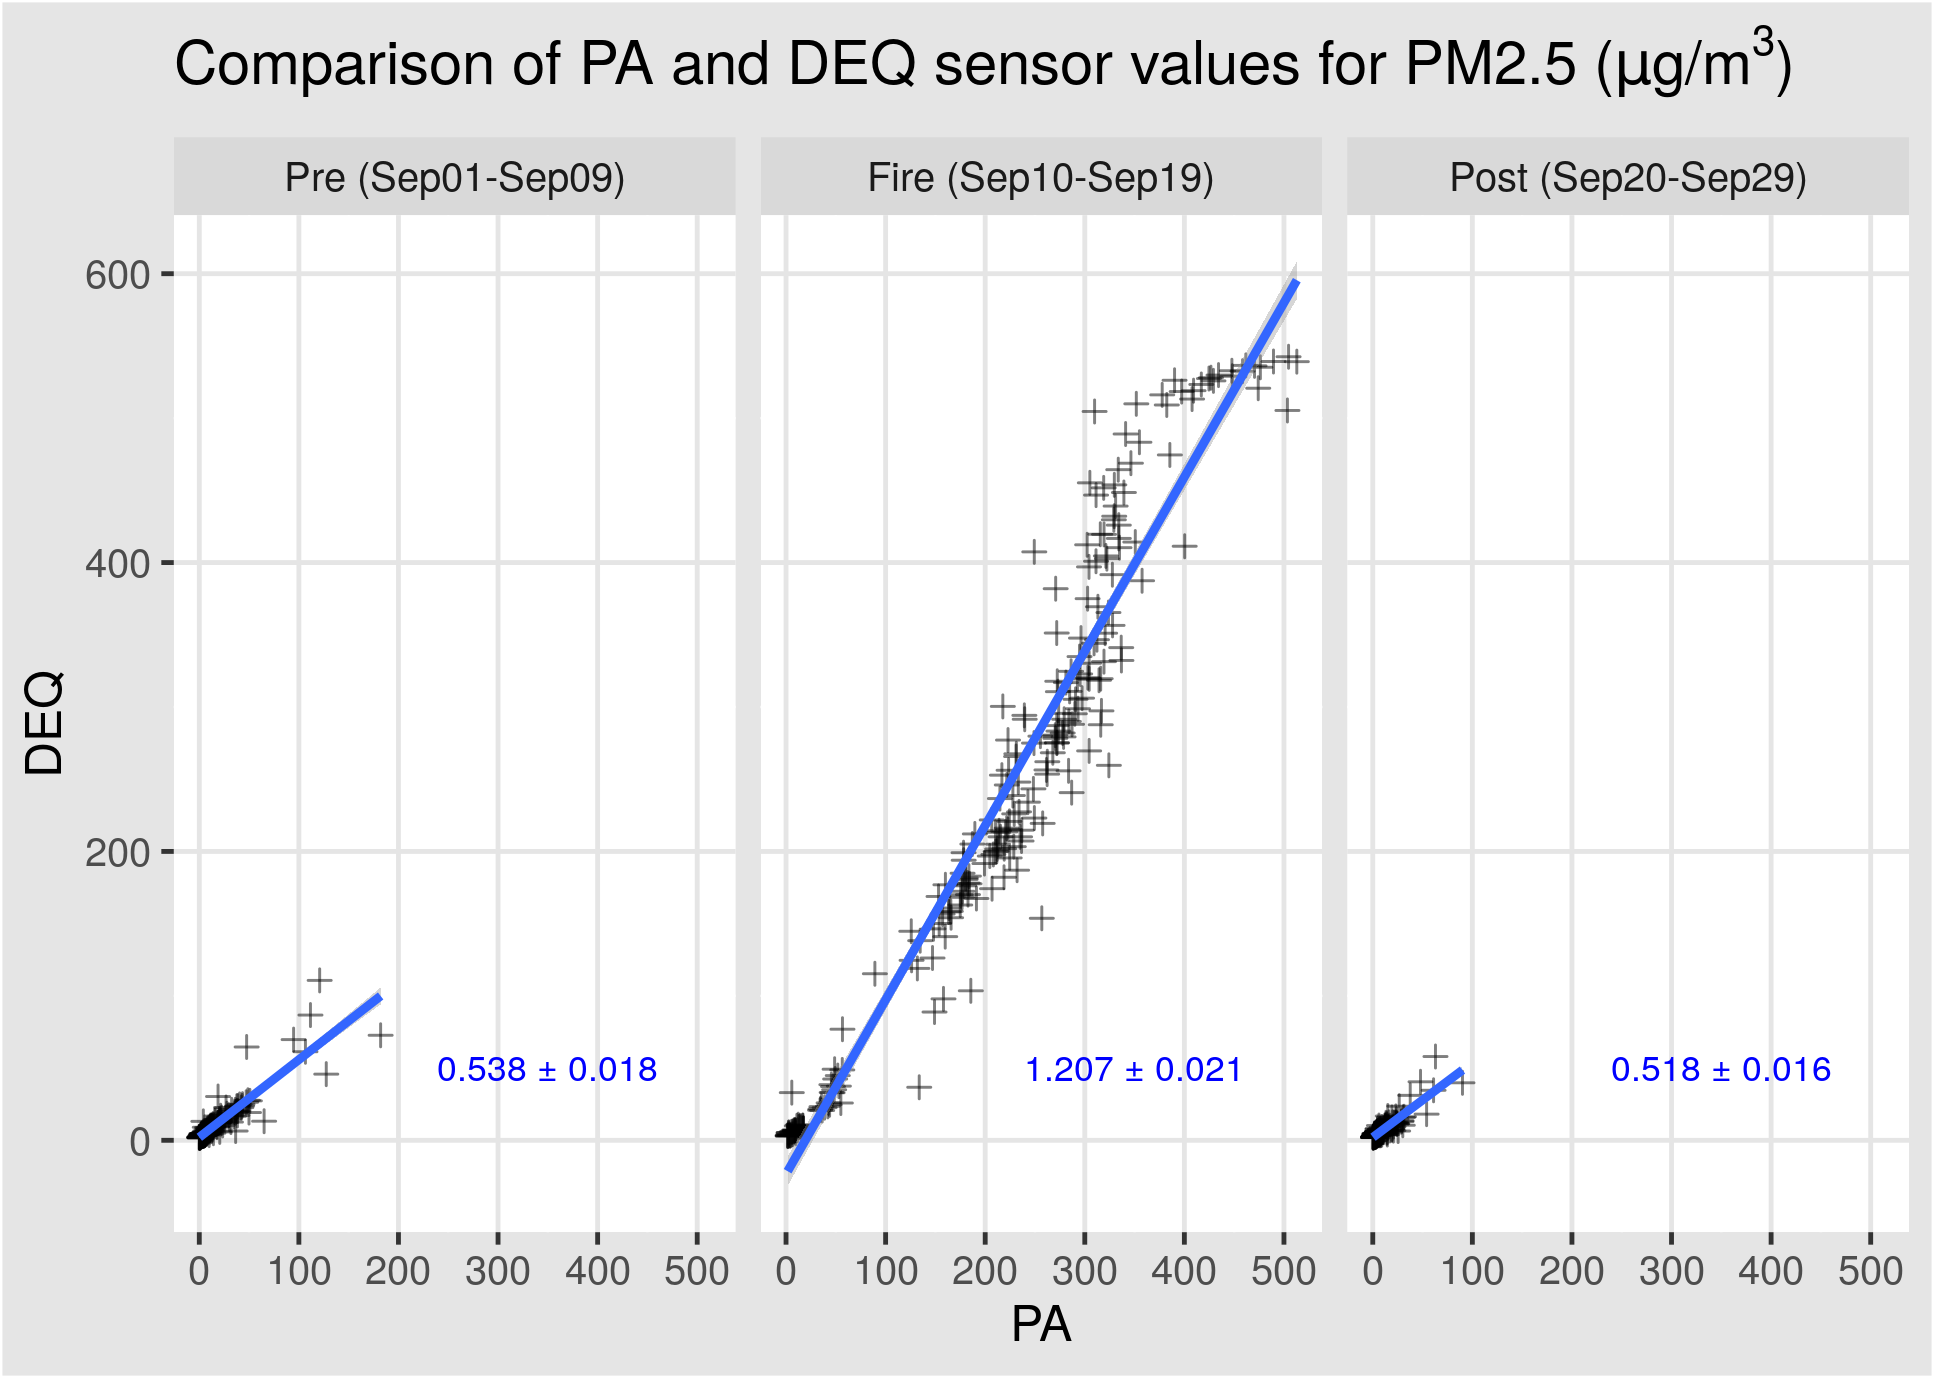 Comparison of PA and DEQ sensor values for PM2.5 (µg/m³)
Pre (Sep01-Sep09)
Fire (Sep10-Sep19)
Post (Sep20-Sep29)
600
400
200
0
DEQ
0.538 ± 0.018
1.207 ± 0.021
0.518 ± 0.016
0 100 200 300 400 500
0 100 200 300 400 500
0 100 200 300 400 500
PA